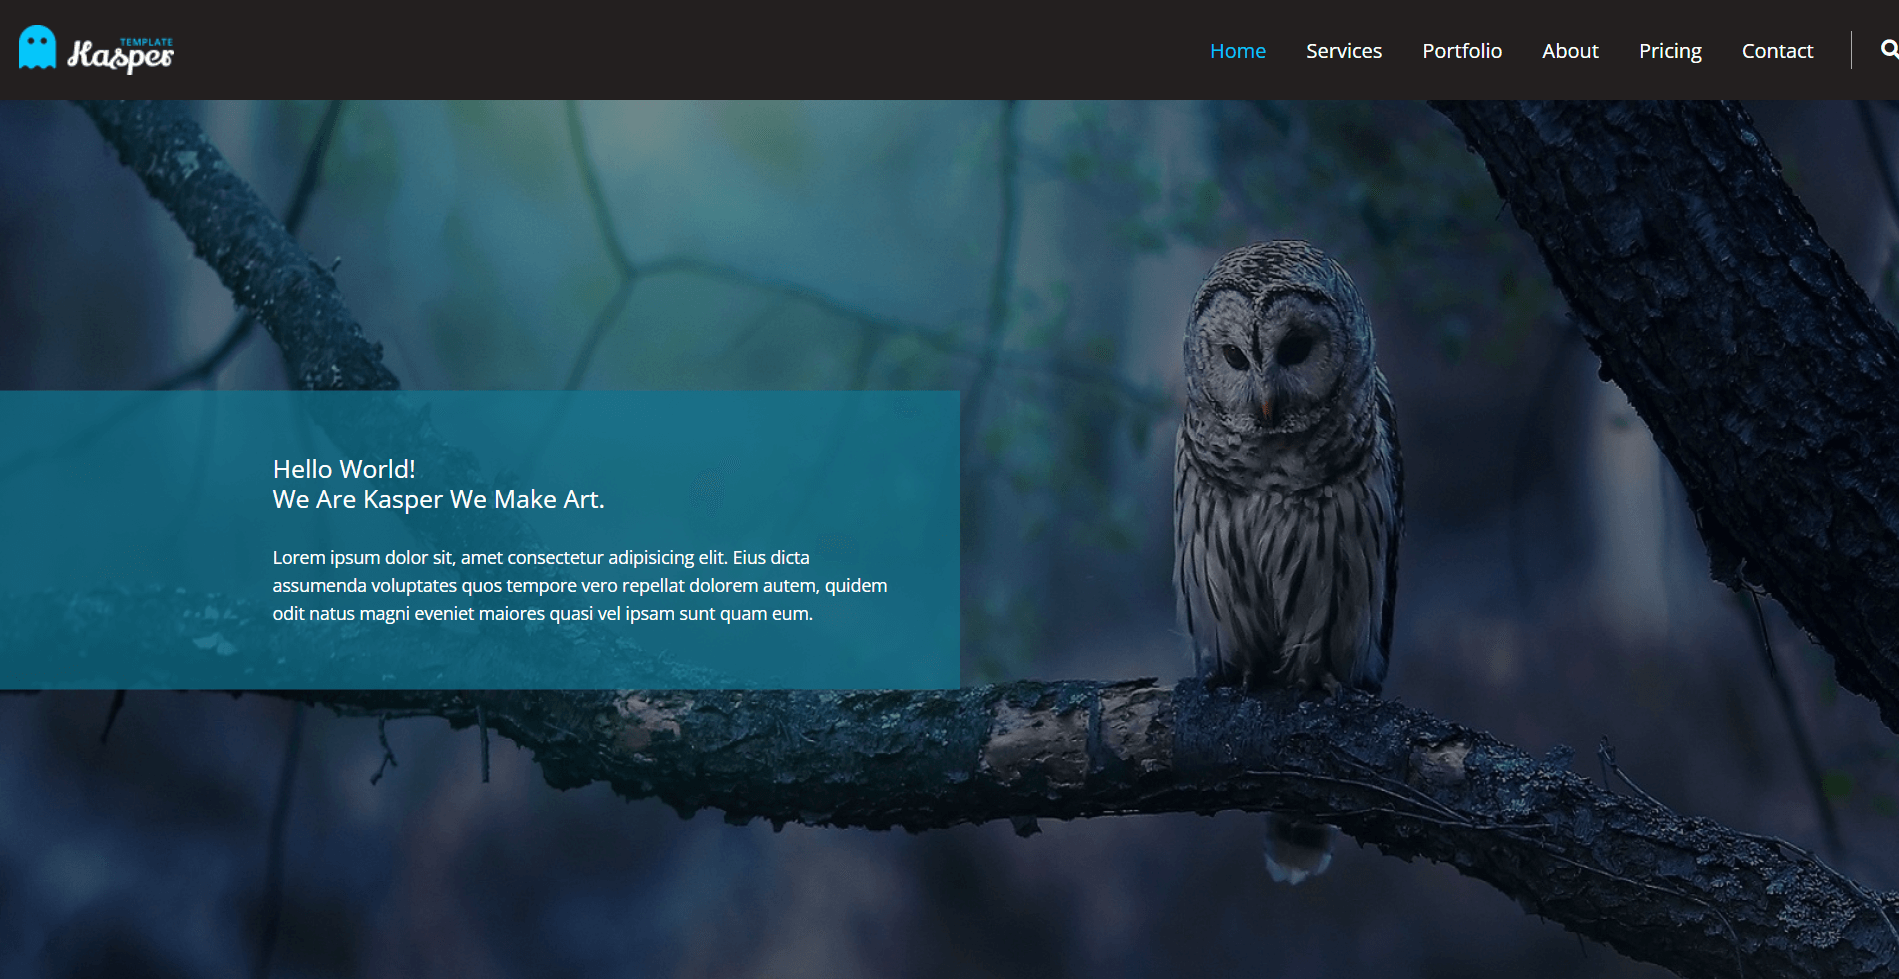 TEMPLATE
Kasper
Home Services Portfolio About Pricing Contact
Hello World!
We Are Kasper We Make Art.
Lorem ipsum dolor sit, amet consectetur adipisicing elit. Eius dicta
assumenda voluptates quos tempore vero repellat dolorem autem, quidem
odit natus magni eveniet maiores quasi vel ipsam sunt quam eum.